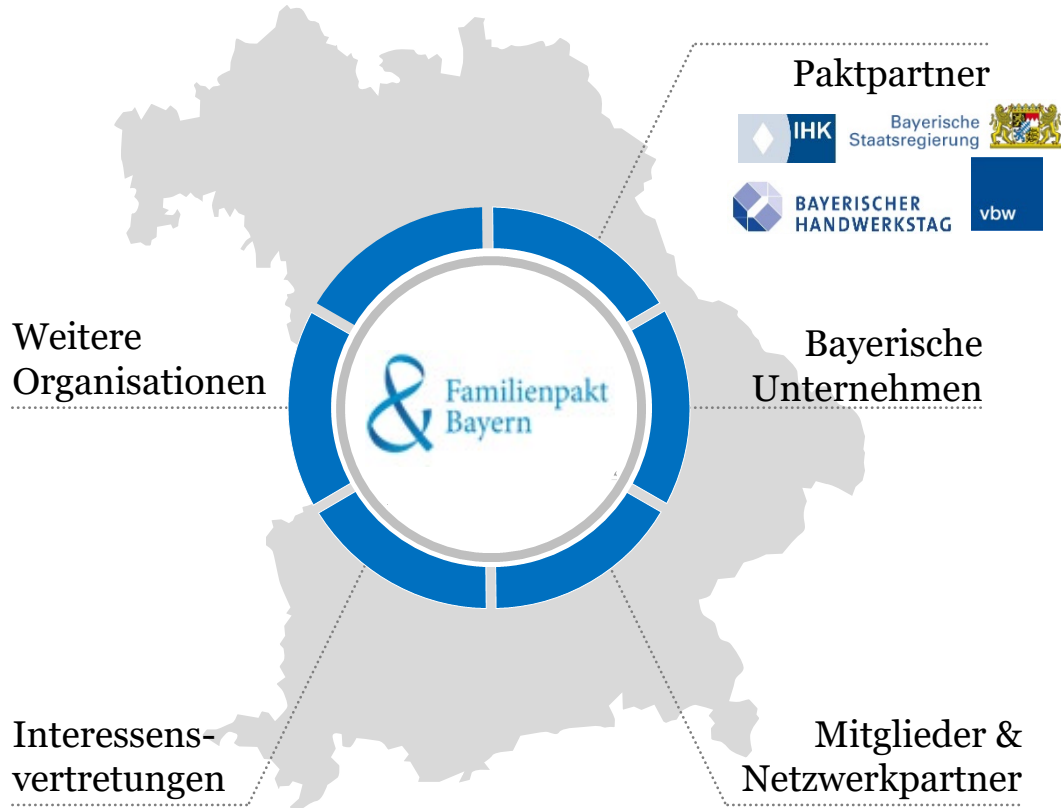 Paktpartner
IHK
Bayerische
Staatsregierung
BAYERISCHER
HANDWERKSTAG
vbw
Weitere
Organisationen
Familienpakt
Bayern
Bayerische
Unternehmen
Interessens-
vertretungen
Mitglieder &
Netzwerkpartner